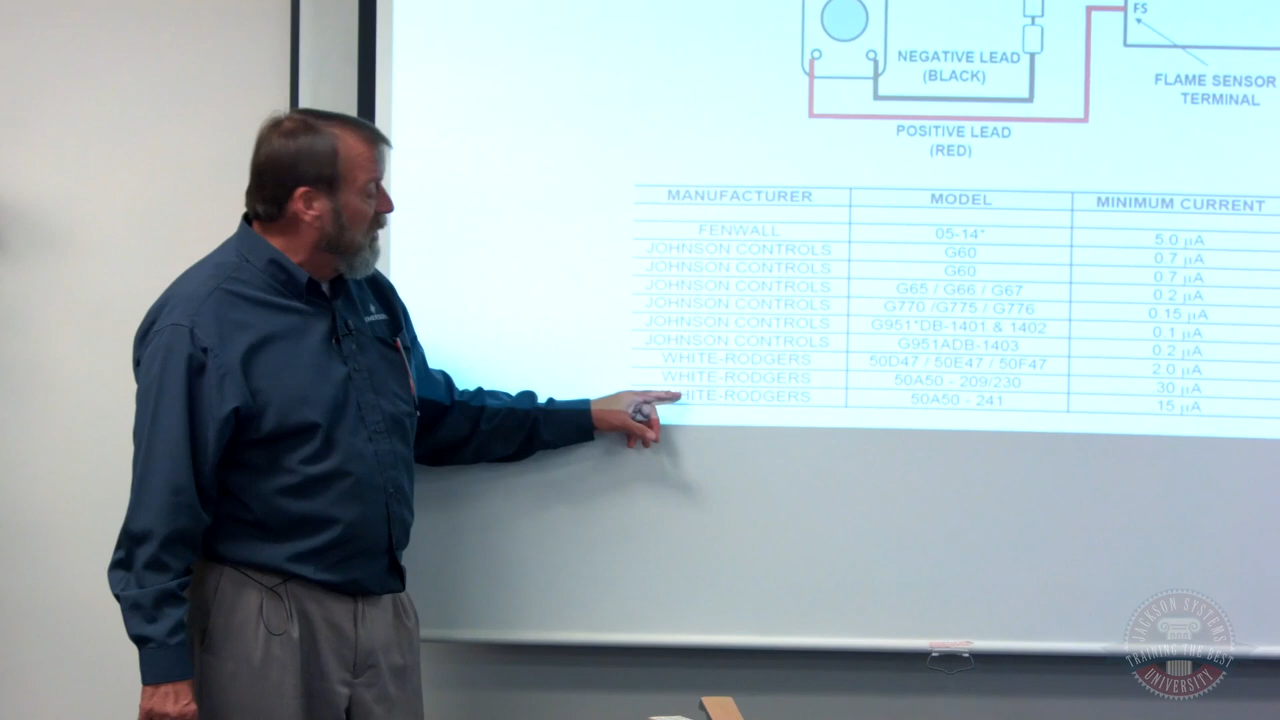 FS
NEGATIVE LEAD
(BLACK)
FLAME SENSOR
TERMINAL
POSITIVE LEAD
(RED)
MANUFACTURER MODEL MINIMUM CURRENT
FENWALL 05-14* 5.0 µA
JOHNSON CONTROLS G60 0.7 µA
JOHNSON CONTROLS G60 0.7 µA
JOHNSON CONTROLS G65 / G66 / G67 0.2 µA
JOHNSON CONTROLS G770 /G775 / G776 0.15 µA
JOHNSON CONTROLS G951*DB-1401 & 1402 0.1 µA
JOHNSON CONTROLS G951ADB-1403 0.2 µA
WHITE-RODGERS 50D47 / 50E47 / 50F47 2.0 µA
WHITE-RODGERS 50A50 - 209/230 30 µA
HITE-RODGERS 50A50 - 241 15 µA
JACKSON SYSTEMS
TRAINING THE BEST
UNIVERSITY